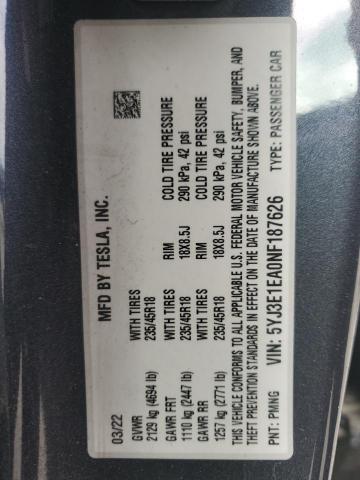 MFD BY TESLA, INC.
03/22
GVWR WITH TIRES RIM COLD TIRE PRESSURE
2129 kg (4694 lb) 235/45R18
GAWR FRT WITH TIRES RIM COLD TIRE PRESSURE
1110 kg (2447 lb) 235/45R18 18X8.5J 290 kPa, 42 psi
GAWR RR WITH TIRES RIM COLD TIRE PRESSURE
1257 kg (2771 lb) 235/45R18 18X8.5J 290 kPa, 42 psi
THIS VEHICLE CONFORMS TO ALL APPLICABLE U.S. FEDERAL MOTOR VEHICLE SAFETY, BUMPER, AND
THEFT PREVENTION STANDARDS IN EFFECT ON THE DATE OF MANUFACTURE SHOWN ABOVE.
VIN: 5YJ3E1EA0NF187626
PNT: PMNG TYPE: PASSENGER CAR